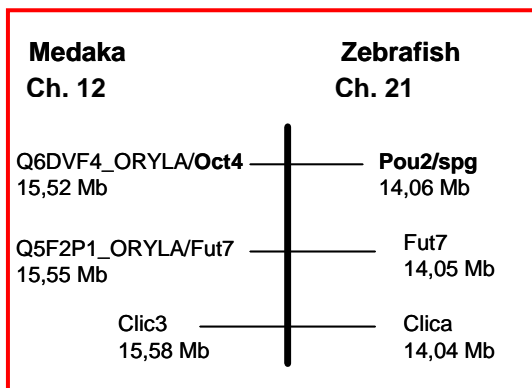 Medaka
Ch. 12
Zebrafish
Ch. 21
Q6DVF4_ORYLA/Oct4
15,52 Mb
Pou2/spg
14,06 Mb
Q5F2P1_ORYLA/Fut7
15,55 Mb
Fut7
14,05 Mb
Clic3
15,58 Mb
Clica
14,04 Mb